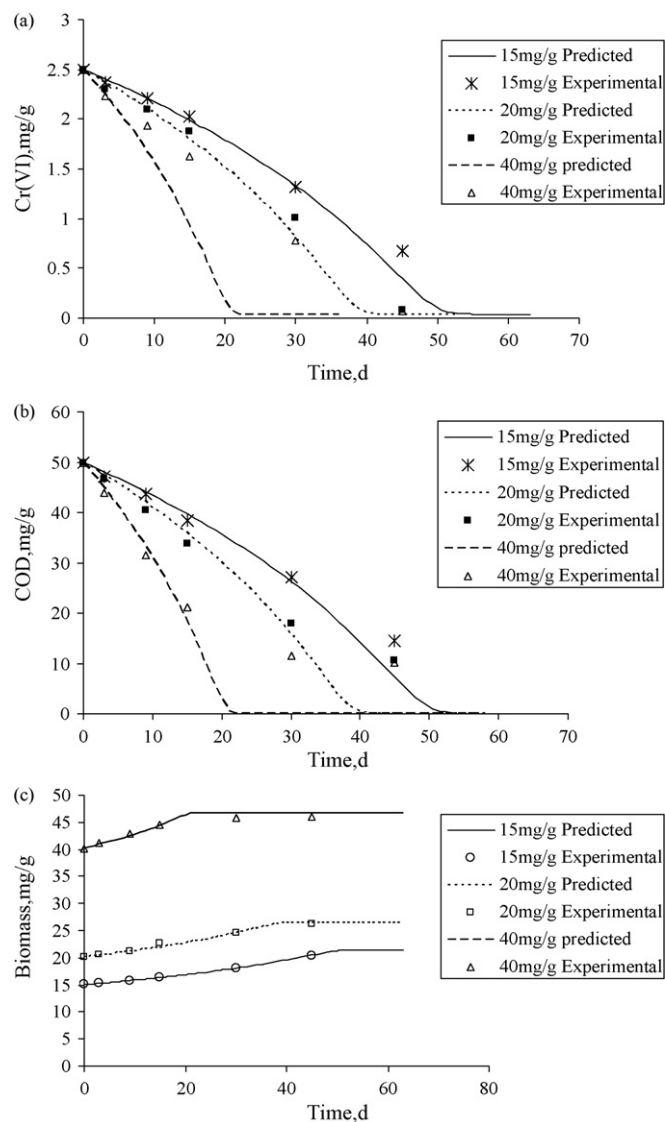 (a)
3
2.5
2
1.5
1
0.5
0
Cr(VI),mg/g
0 10 20 30 40 50 60 70
Time,d
15mg/g Predicted
15mg/g Experimental
20mg/g Predicted
20mg/g Experimental
40mg/g predicted
40mg/g Experimental
(b)
60
50
40
30
20
10
0
COD,mg/g
0 10 20 30 40 50 60 70
Time,d
15mg/g Predicted
15mg/g Experimental
20mg/g Predicted
20mg/g Experimental
40mg/g predicted
40mg/g Experimental
(c)
50
45
40
35
30
25
20
15
10
5
0
Biomass,mg/g
0 20 40 60 80
Time,d
15mg/g Predicted
15mg/g Experimental
20mg/g Predicted
20mg/g Experimental
40mg/g predicted
40mg/g Experimental